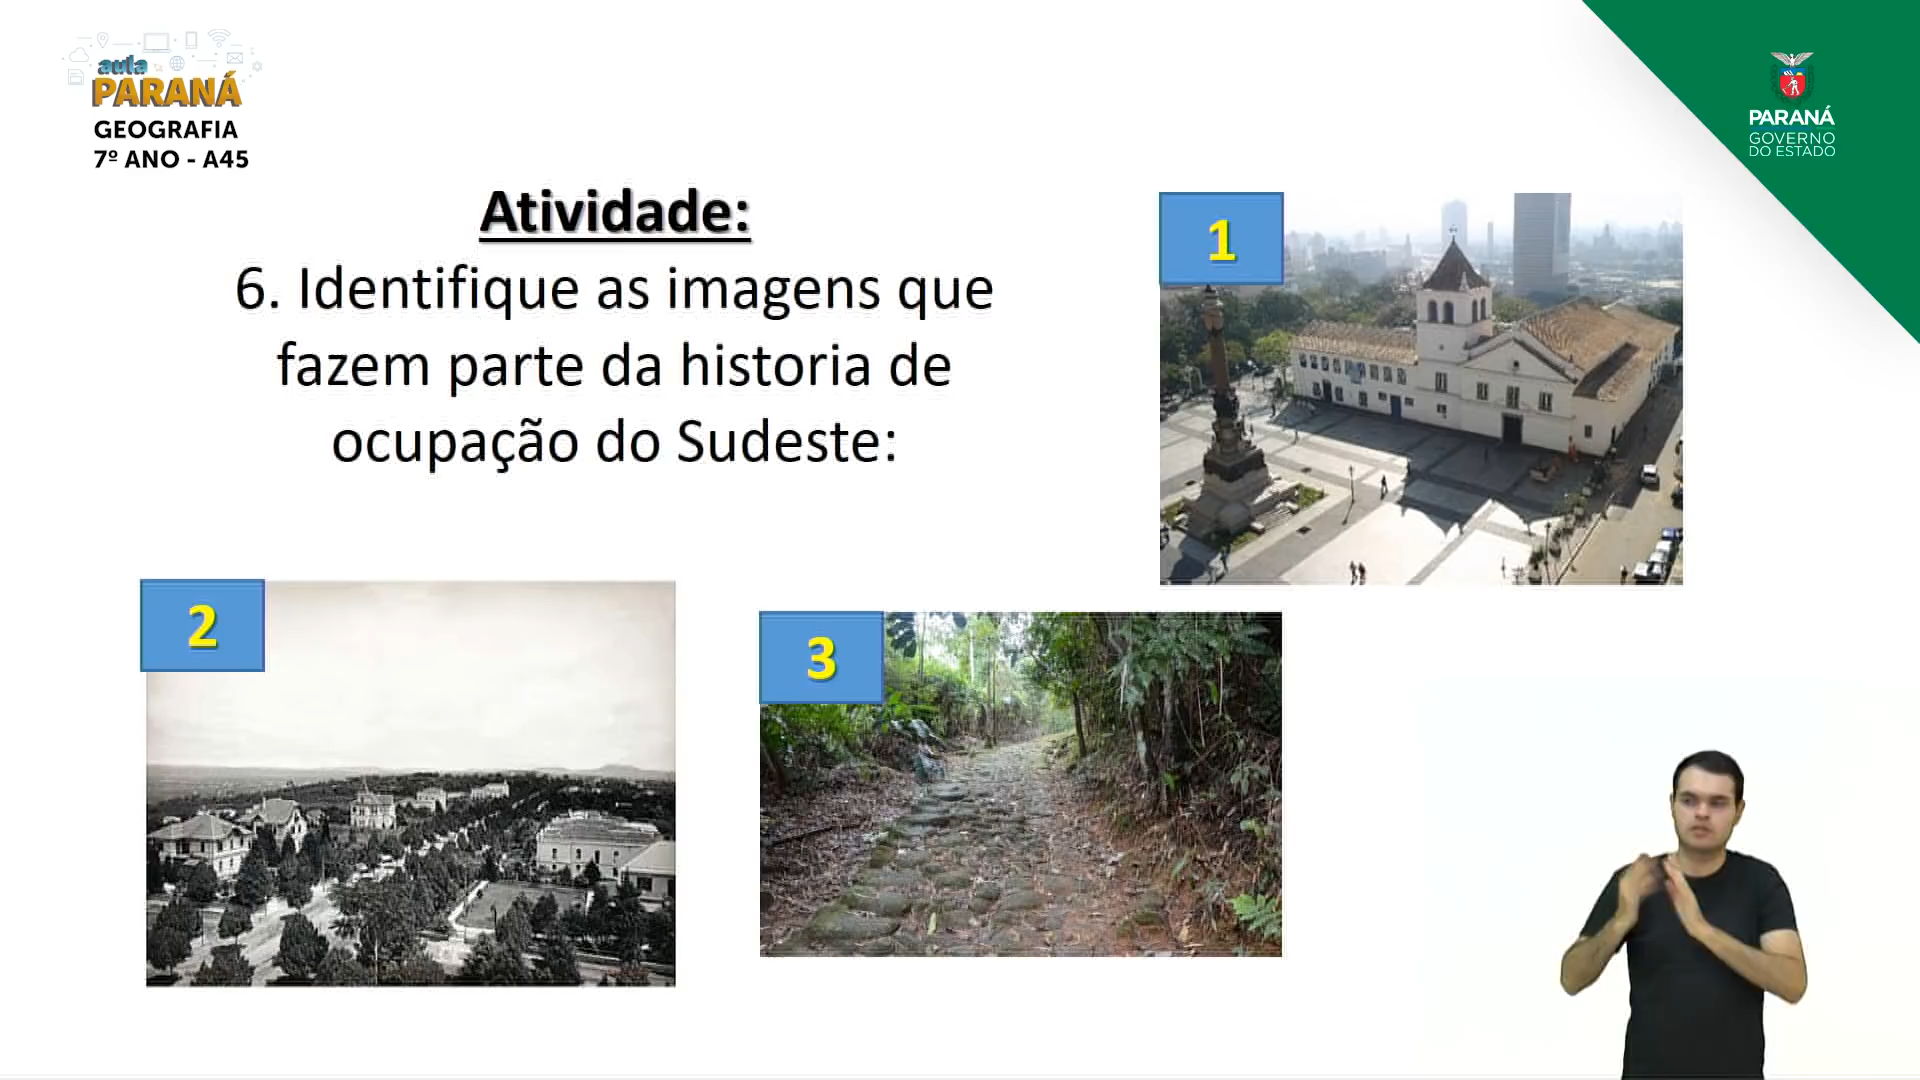 aula
PARANÁ
GEOGRAFIA
7º ANO - A45
PARANÁ
GOVERNO
DO ESTADO
Atividade:
6. Identifique as imagens que
fazem parte da historia de
ocupação do Sudeste:
1
2
3